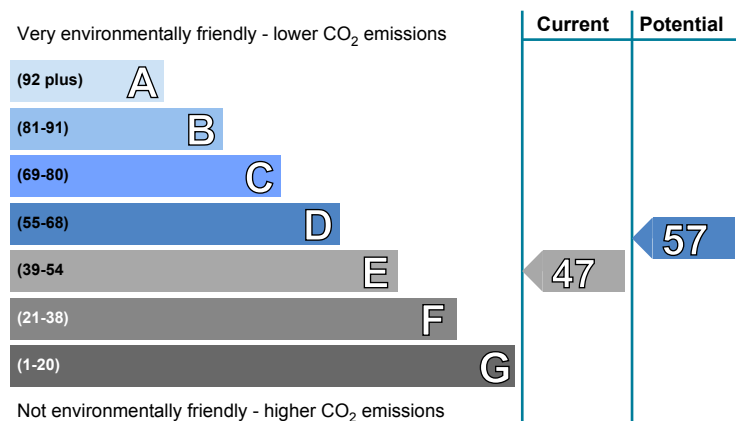 Very environmentally friendly - lower CO2 emissions
Current
Potential
(92 plus) A
(81-91) B
(69-80) C
(55-68) D
57
(39-54 E
47
(21-38) F
(1-20) G
Not environmentally friendly - higher CO2 emissions